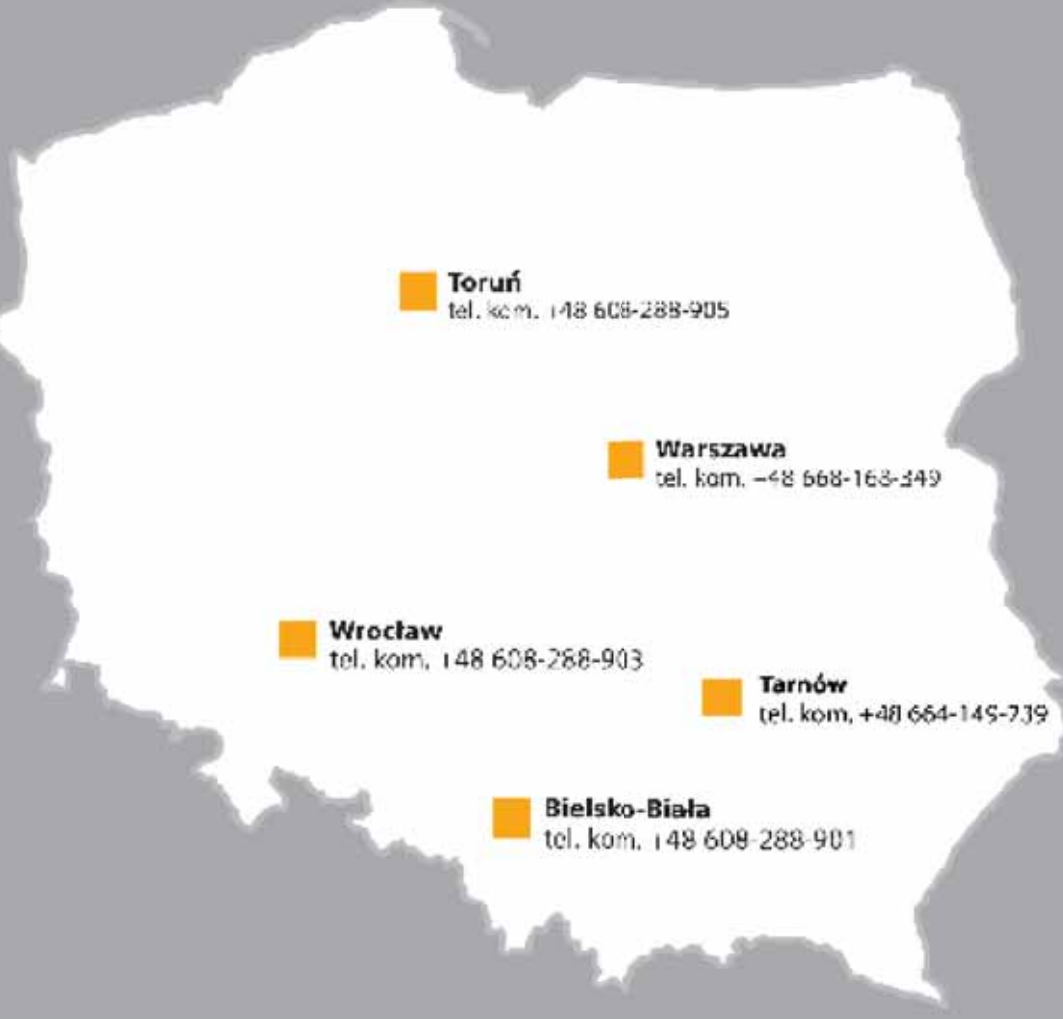 Toruń
tel. kom. +48 608-288-905
Warszawa
tel. kom. +48 668-168-349
Wrocław
tel. kom. +48 608-288-903
Tarnów
tel. kom. +48 664-149-739
Bielsko-Biała
tel. kom. +48 608-288-901